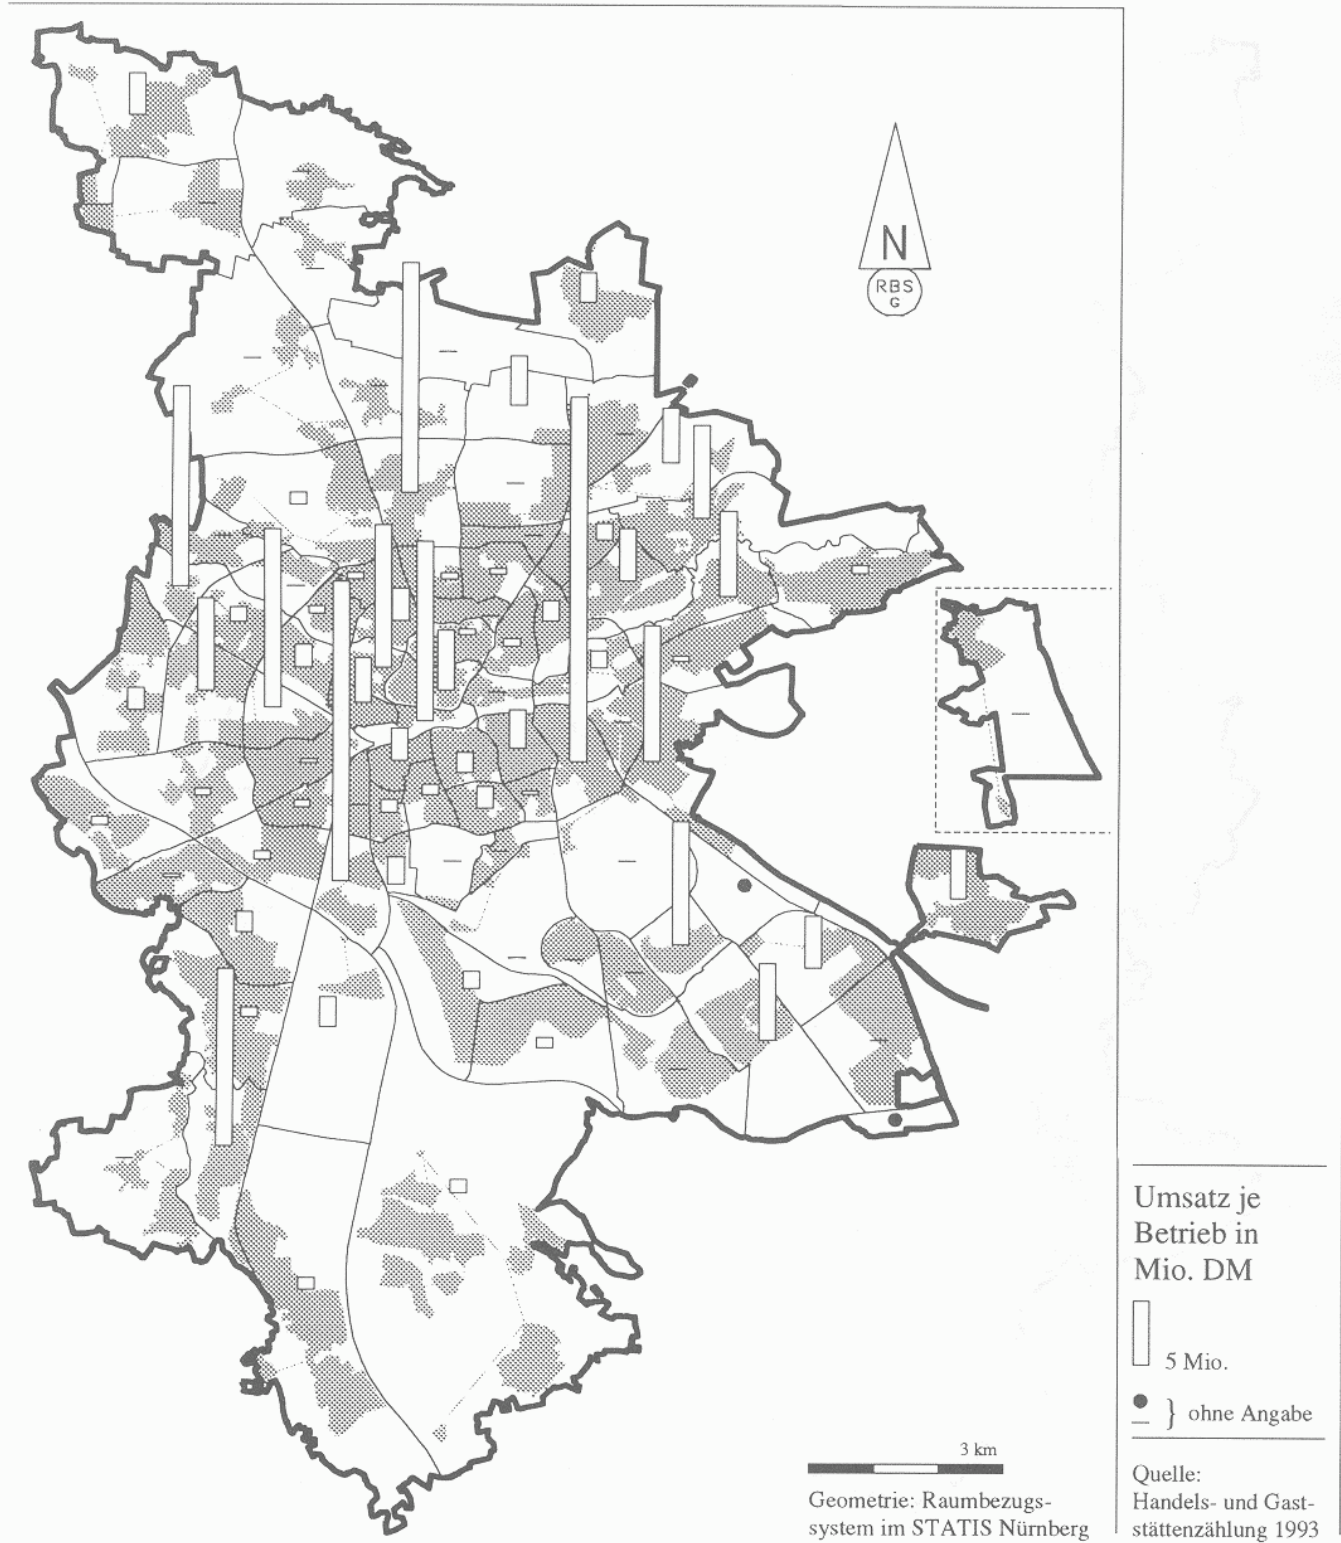 N
RBS
G
Umsatz je
Betrieb in
Mio. DM
5 Mio.
} ohne Angabe
3 km
Geometrie: Raumbezugs-
system im STATIS Nürnberg
Quelle:
Handels- und Gast-
stättenzählung 1993